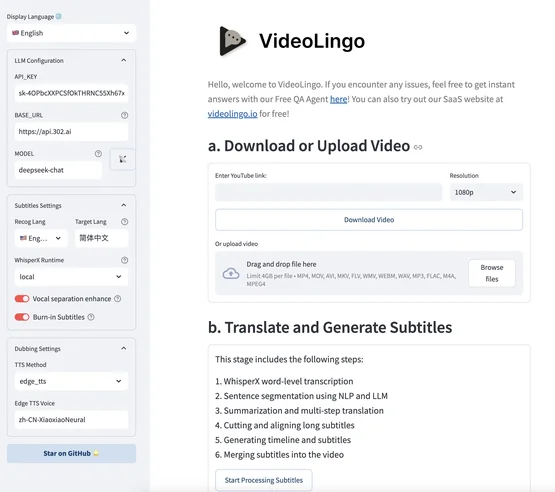 Display Language
English
LLM Configuration
API_KEY
BASE_URL
https://api.302.ai
MODEL
deepseek-chat
Subtitles Settings
Recog Lang
Target Lang
Eng...
简体中文
WhisperX Runtime
local
Vocal separation enhance
Burn-in Subtitles
Dubbing Settings
TTS Method
edge_tts
Edge TTS Voice
zh-CN-XiaoxiaoNeural
Star on GitHub
VideoLingo
Hello, welcome to VideoLingo. If you encounter any issues, feel free to get instant
answers with our Free QA Agent here! You can also try out our SaaS website at
videolingo.io for free!
a. Download or Upload Video
Enter YouTube link:
Resolution
1080p
Download Video
Or upload video
Drag and drop file here
Limit 4GB per file • MP4, MOV, AVI, MKV, FLV, WMV, WEBM, WAV, MP3, FLAC, M4A,
MPEG4
Browse
files
b. Translate and Generate Subtitles
This stage includes the following steps:
1. WhisperX word-level transcription
2. Sentence segmentation using NLP and LLM
3. Summarization and multi-step translation
4. Cutting and aligning long subtitles
5. Generating timeline and subtitles
6. Merging subtitles into the video
Start Processing Subtitles